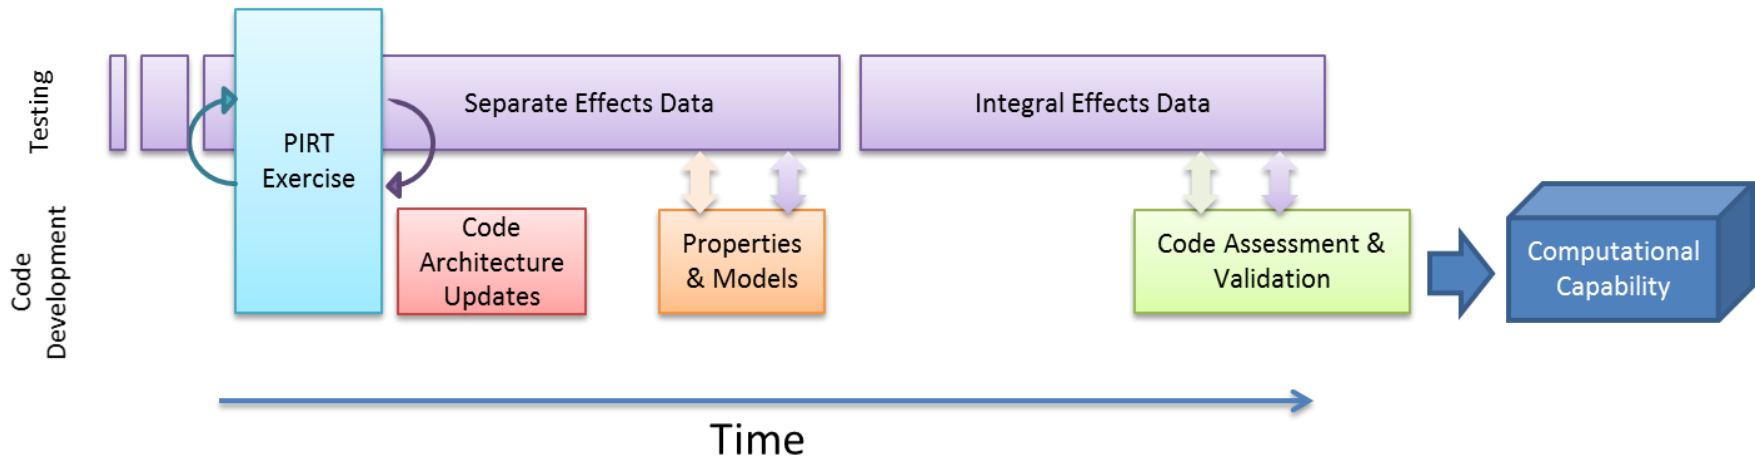 Testing
Code
Development
PIRT
Exercise
Separate Effects Data
Integral Effects Data
Code
Architecture
Updates
Properties
& Models
Code Assessment &
Validation
Computational
Capability
Time